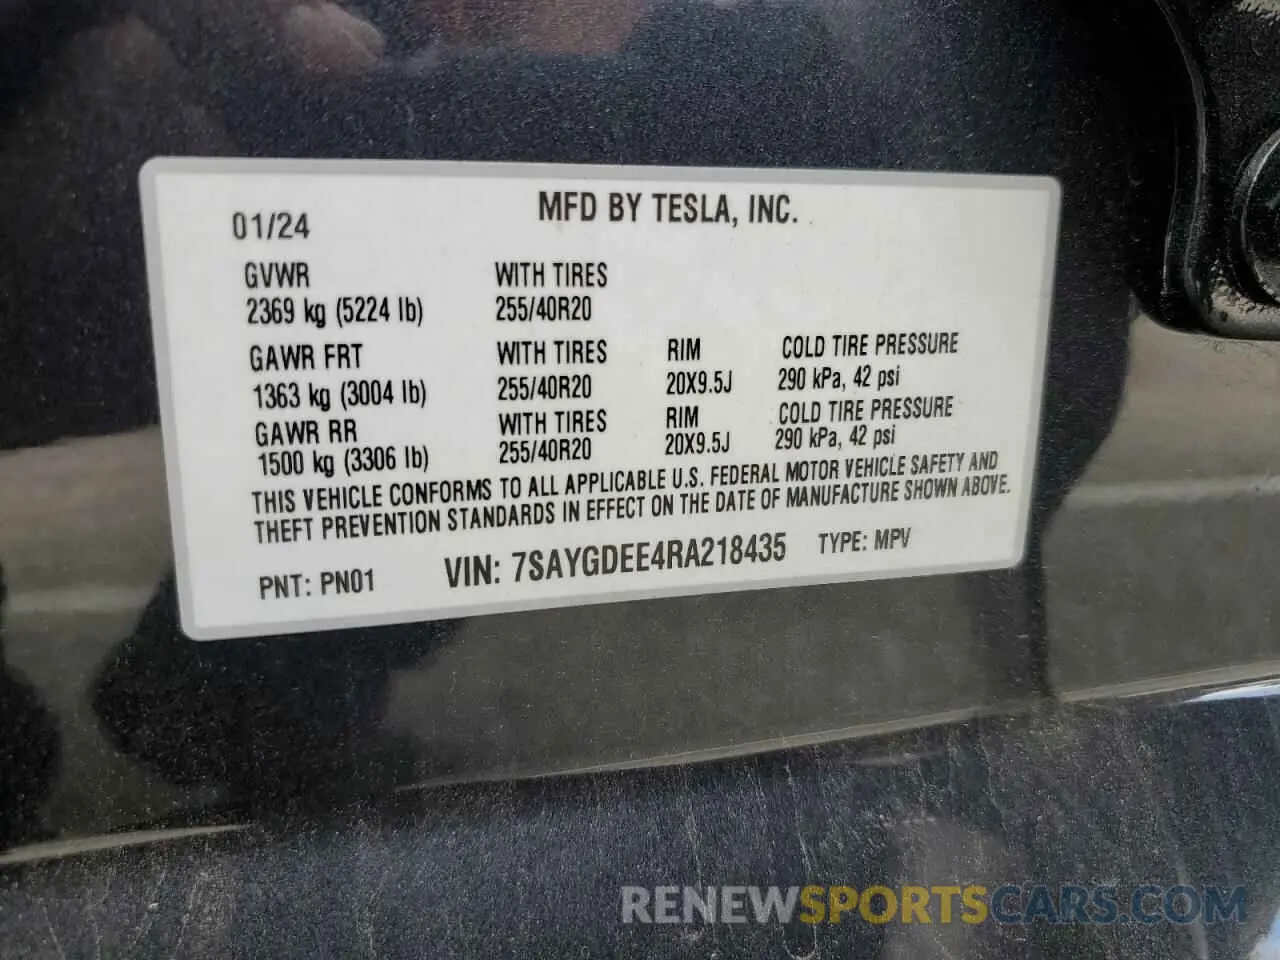 MFD BY TESLA, INC.
01/24
GVWR WITH TIRES
2369 kg (5224 lb) 255/40R20
GAWR FRT WITH TIRES RIM COLD TIRE PRESSURE
1363 kg (3004 lb) 255/40R20 20X9.5J 290 kPa, 42 psi
GAWR RR WITH TIRES RIM COLD TIRE PRESSURE
1500 kg (3306 lb) 255/40R20 20X9.5J 290 kPa, 42 psi
THIS VEHICLE CONFORMS TO ALL APPLICABLE U.S. FEDERAL MOTOR VEHICLE SAFETY AND
THEFT PREVENTION STANDARDS IN EFFECT ON THE DATE OF MANUFACTURE SHOWN ABOVE.
PNT: PN01 VIN: 7SAYGDEE4RA218435 TYPE: MPV
RENEWSPORTSCARS.COM